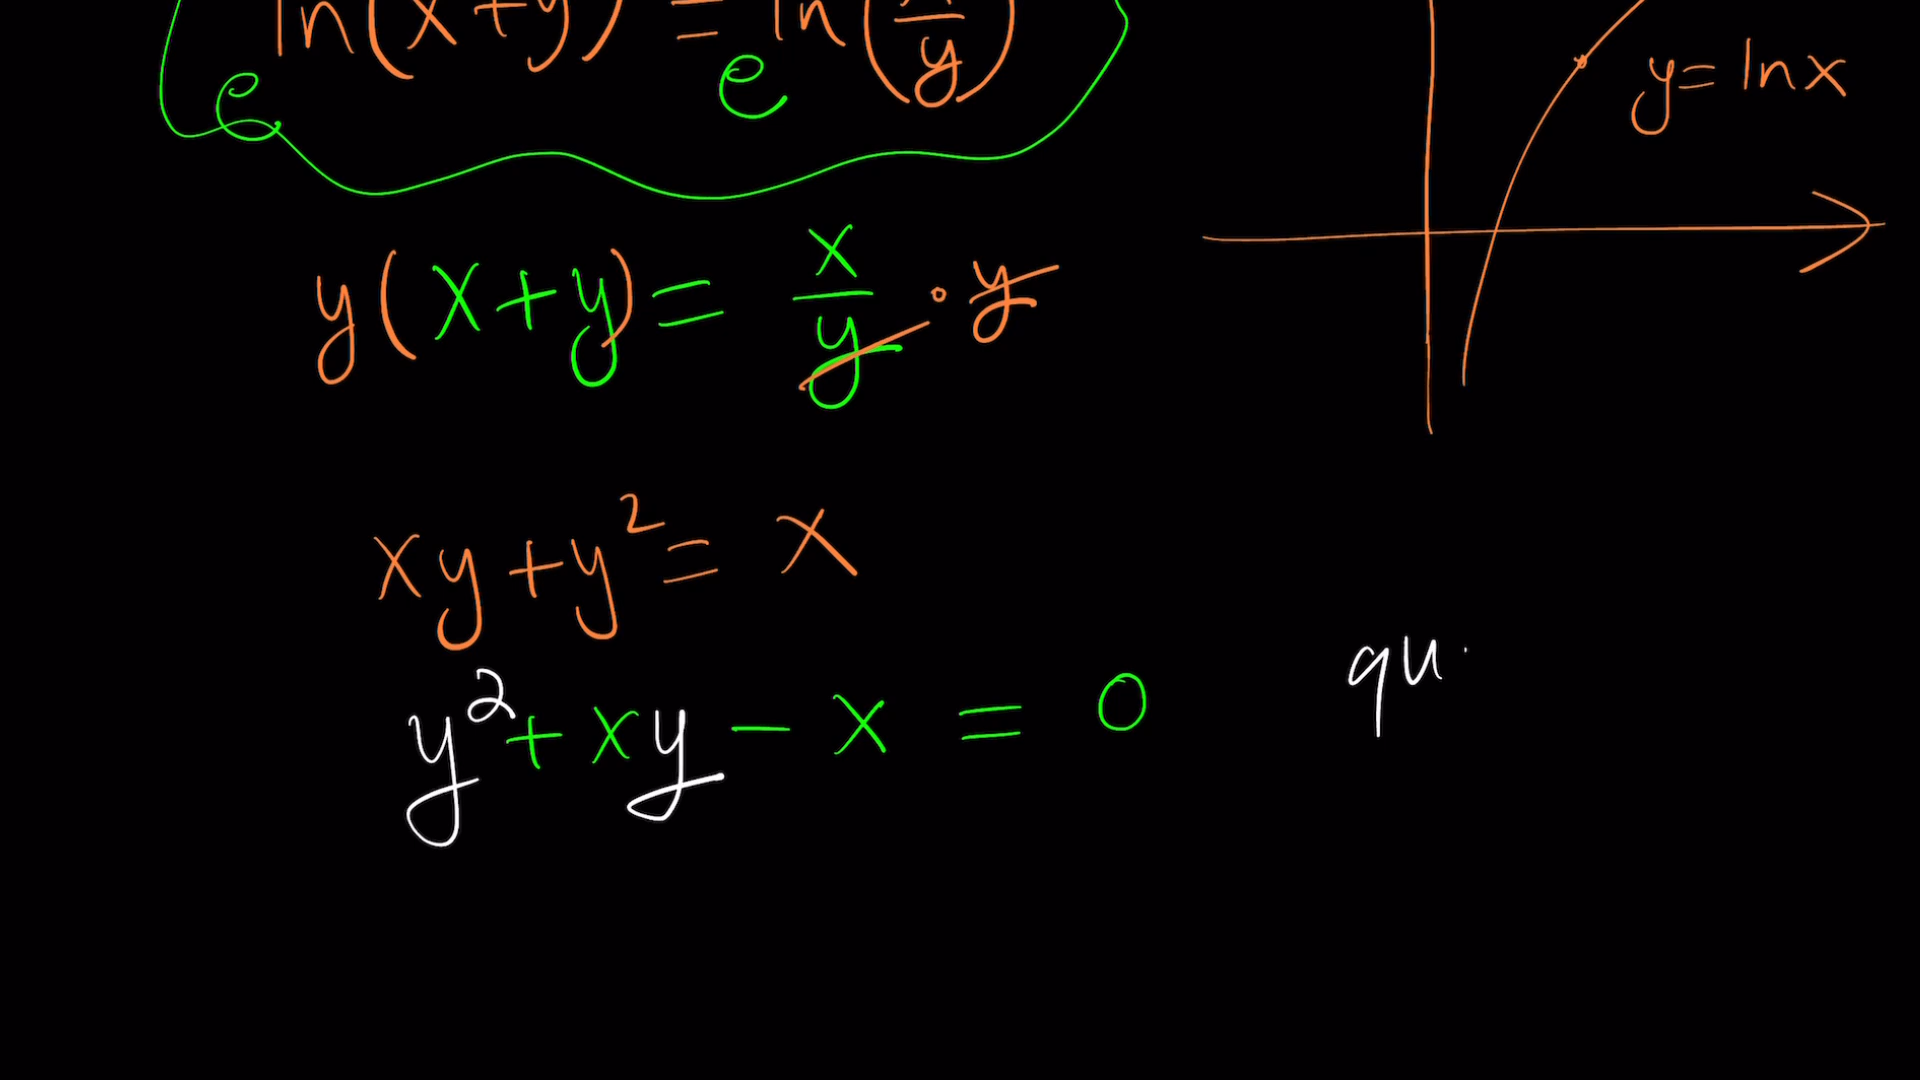 ln(x+y) = ln(x/y)
e e
y = ln x
y(x+y) = x/y · y
xy + y² = x
y² + xy - x = 0
qu